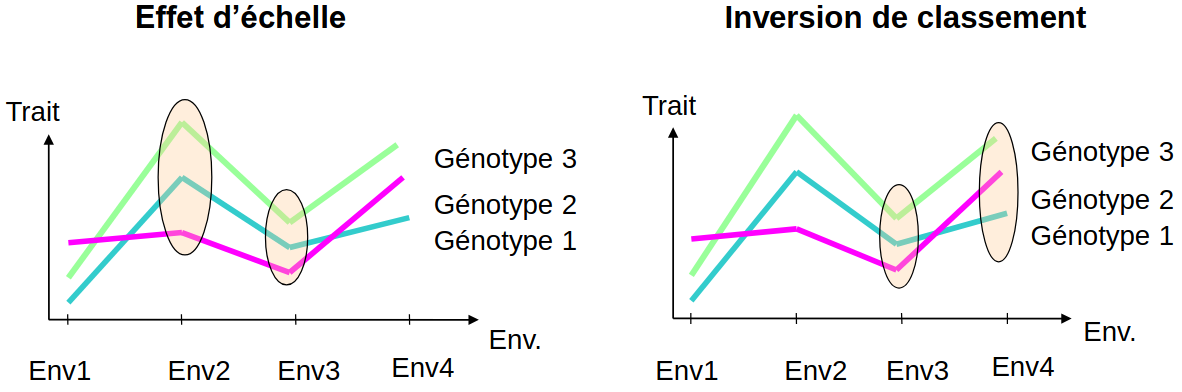 Effet d’échelle
Trait
Génotype 3
Génotype 2
Génotype 1
Env.
Env1
Env2
Env3
Env4
Inversion de classement
Trait
Génotype 3
Génotype 2
Génotype 1
Env.
Env1
Env2
Env3
Env4